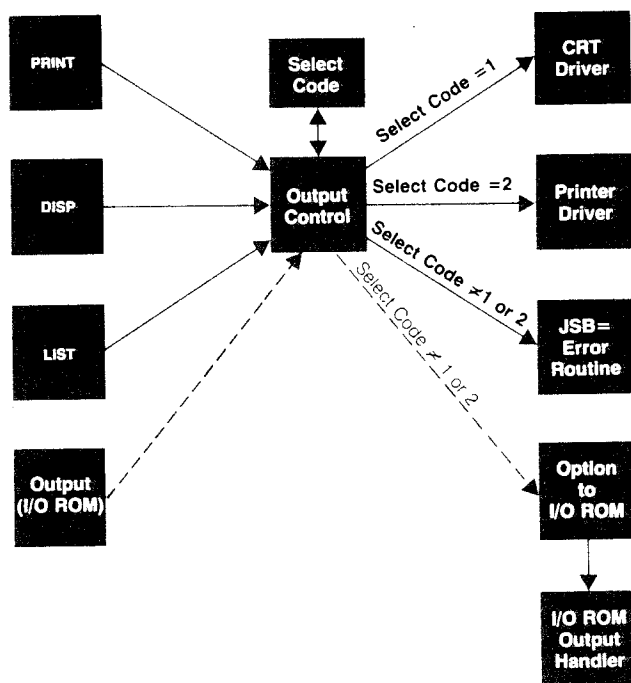 PRINT
Select
Code
CRT
Driver
Select Code =1
DISP
Output
Control
Select Code =2
Printer
Driver
Select Code ≠1 or 2
LIST
JSB=
Error
Routine
Select Code ≠ 1 or 2
Output
(I/O ROM)
Option
to
I/O ROM
I/O ROM
Output
Handler